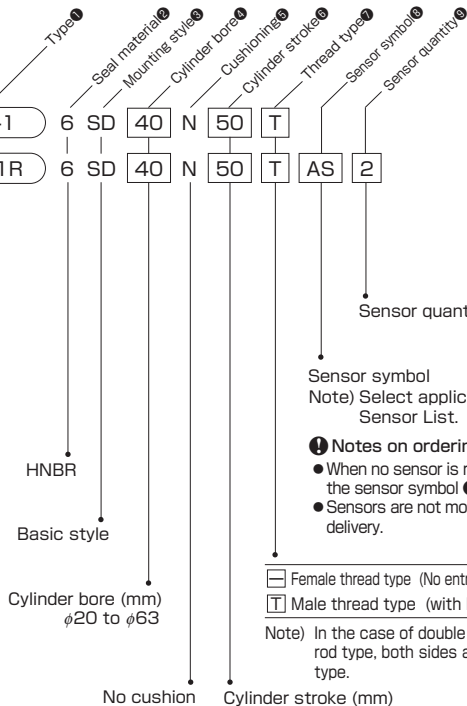 Type❶
Seal material❷
Mounting style❸
Cylinder bore❹
Cushioning❺
Cylinder stroke❻
Thread type❼
Sensor symbol❽
Sensor quantity❾
-1 6 SD 40 N 50 T
1R 6 SD 40 N 50 T AS 2
Sensor quant
Sensor symbol
Note) Select applic
Sensor List.
Notes on orderin
● When no sensor is
the sensor symbol
● Sensors are not mo
delivery.
HNBR
Basic style
— Female thread type (No ent
T Male thread type (with
Cylinder bore (mm)
φ20 to φ63
Note) In the case of double
rod type, both sides a
type.
No cushion
Cylinder stroke (mm)